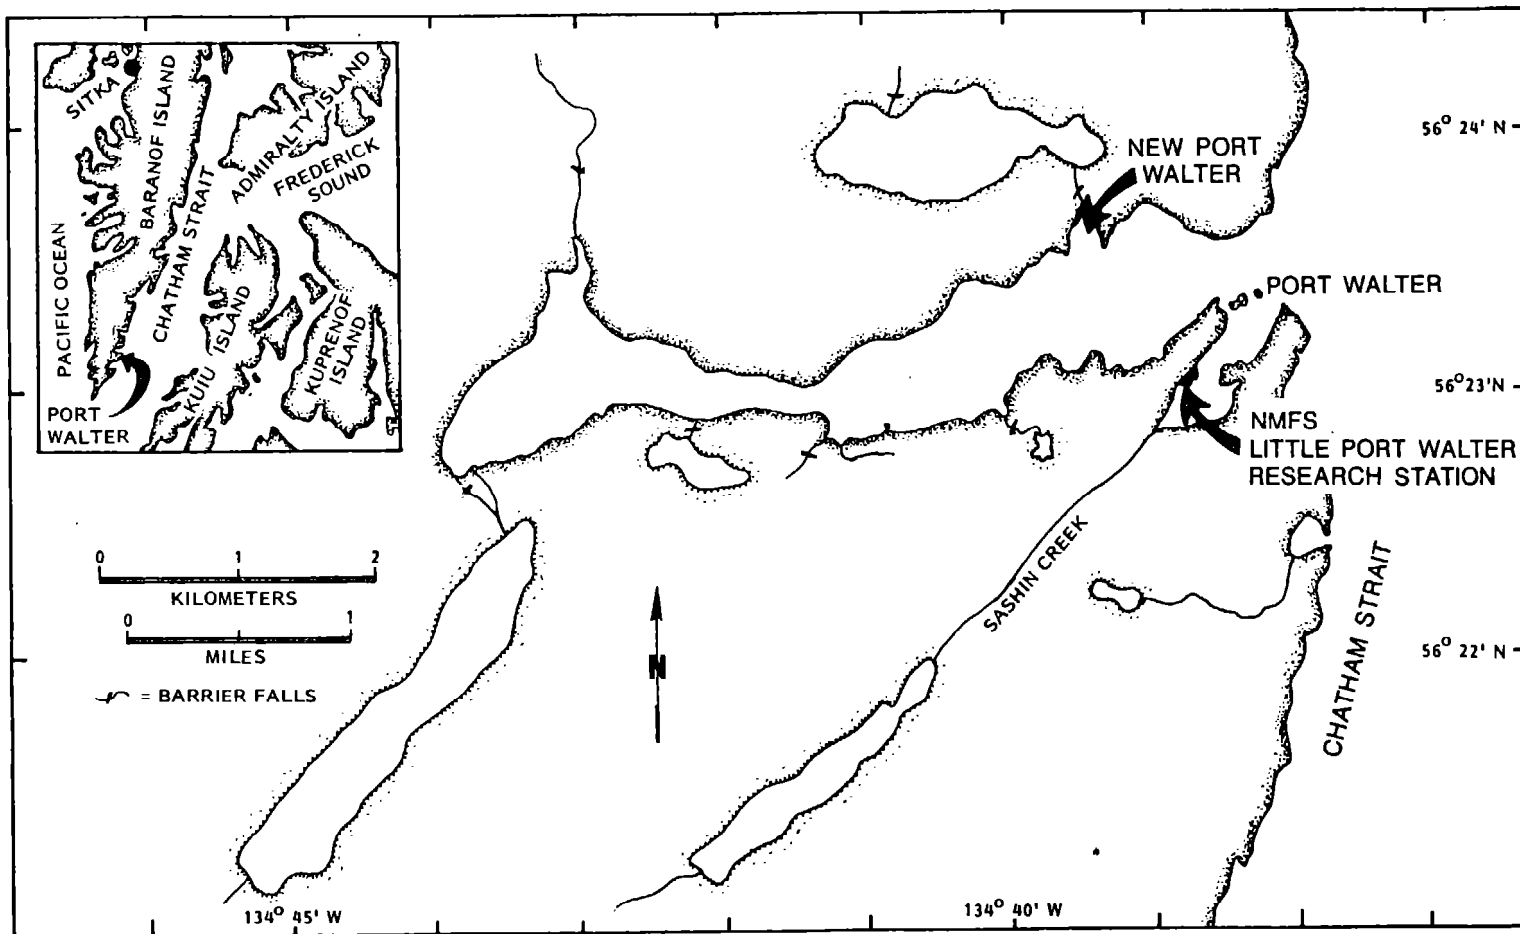 SITKA
BARANOF ISLAND
ADMIRALTY ISLAND
FREDERICK
SOUND
CHATHAM STRAIT
PACIFIC OCEAN
KUIU ISLAND
KUPRENOF
ISLAND
PORT
WALTER
NEW PORT
WALTER
56° 24' N
PORT WALTER
56° 23' N
NMFS
LITTLE PORT WALTER
RESEARCH STATION
SASHIN CREEK
CHATHAM STRAIT
56° 22' N
0 1 2
KILOMETERS
0 1
MILES
= BARRIER FALLS
N
134° 45' W
134° 40' W